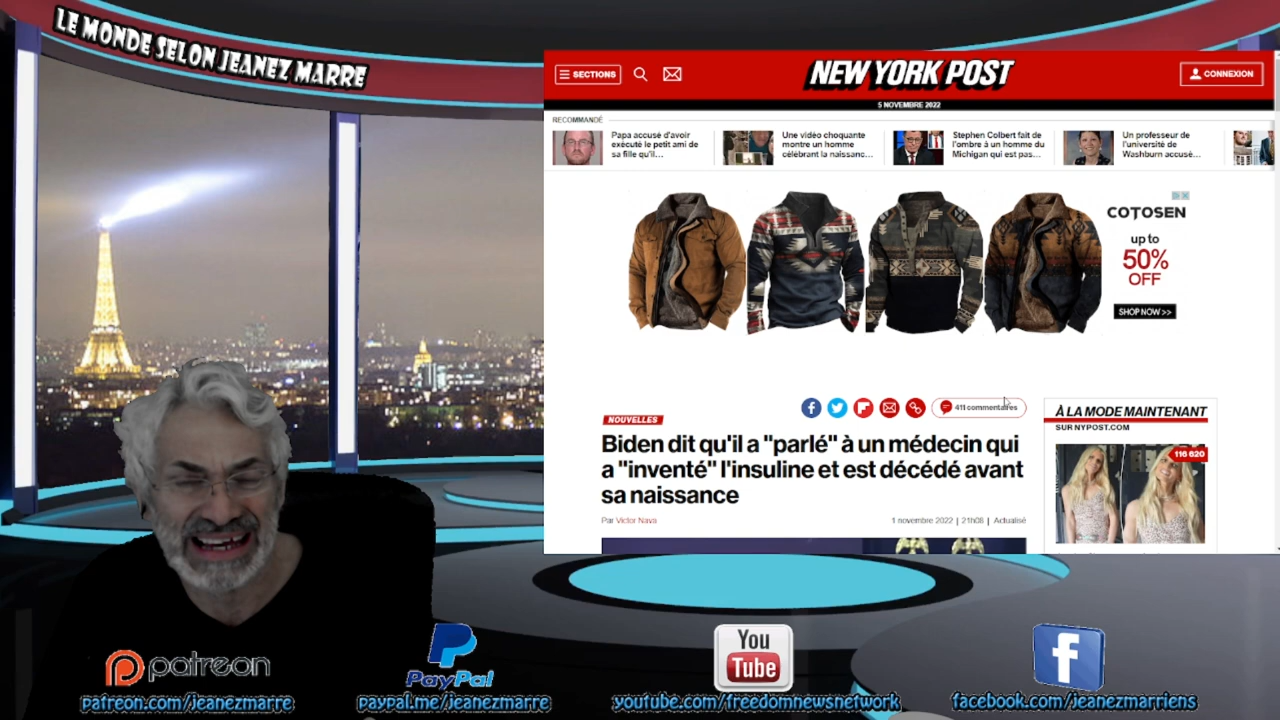 LE MONDE SELON JEANEZ MARRE
SECTIONS
NEW YORK POST
CONNEXION
5 NOVEMBRE 2022
RECOMMANDÉ
Papa accusé d'avoir
exécuté le petit ami de
sa fille qu'il...
Une vidéo choquante
montre un homme
célébrant la naissanc...
Stephen Colbert fait de
l'ombre à un homme du
Michigan qui est pas...
Un professeur de
l'université de
Washburn accusé...
COTOSEN
up to
50%
OFF
SHOP NOW >>
NOUVELLES
411 commentaires
Biden dit qu'il a "parlé" à un médecin qui
a "inventé" l'insuline et est décédé avant
sa naissance
Par Victor Nava
1 novembre 2022 | 21h08 | Actualisé
À LA MODE MAINTENANT
SUR NYPOST.COM
116 620
patreon
patreon.com/jeanezmarre
PayPal
paypal.me/jeanezmarre
You
Tube
youtube.com/freedomnewsnetwork
facebook.com/jeanezmarriens